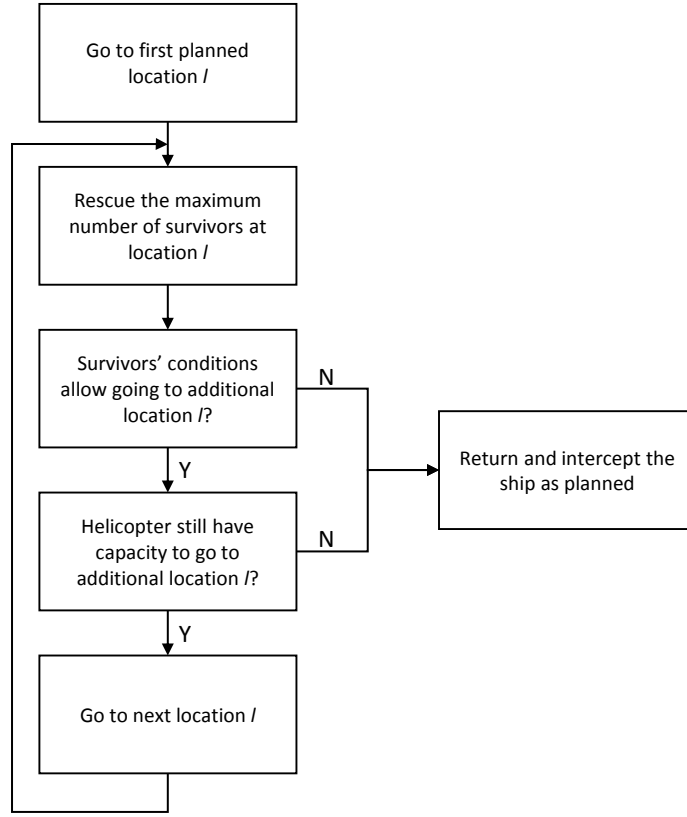 Go to first planned
location l
Rescue the maximum
number of survivors at
location l
Survivors’ conditions
allow going to additional
location l?
N
Y
Return and intercept the
ship as planned
Helicopter still have
capacity to go to
additional location l?
N
Y
Go to next location l